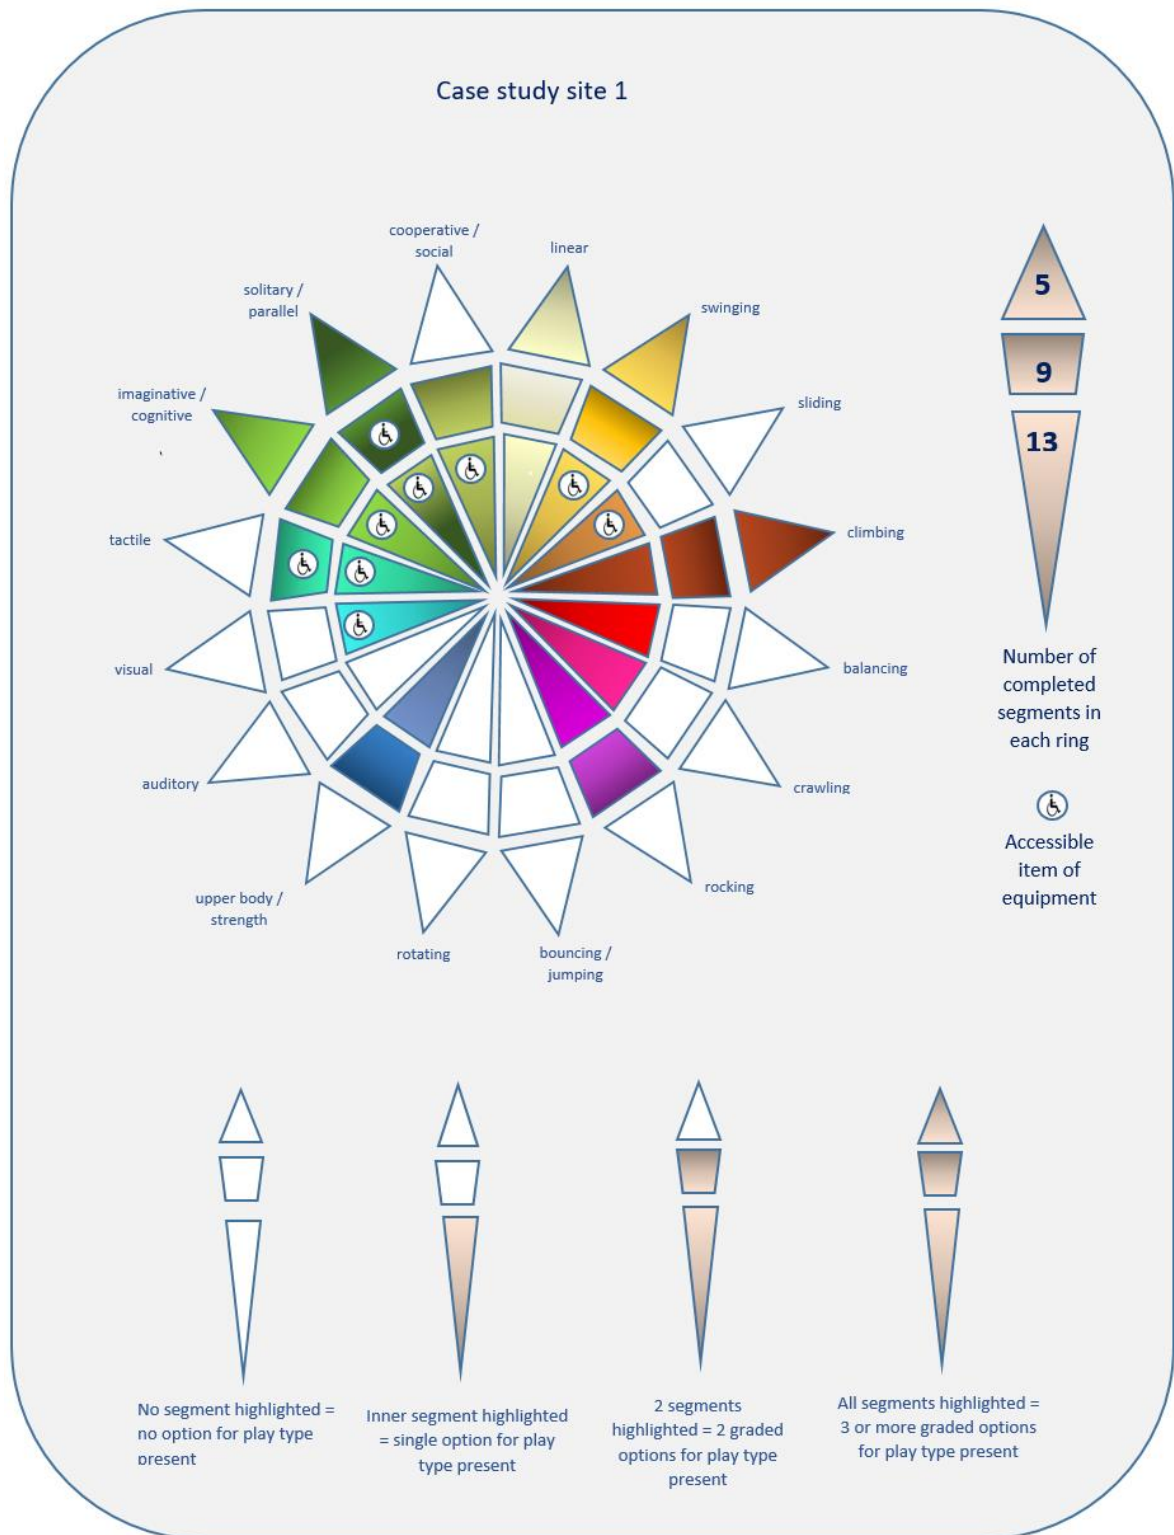 Case study site 1
cooperative /
social
linear
solitary /
parallel
swinging
imaginative /
cognitive
sliding
tactile
climbing
visual
balancing
auditory
crawling
upper body /
strength
rocking
rotating
bouncing /
jumping
5
9
13
Number of
completed
segments in
each ring
Accessible
item of
equipment
No segment highlighted =
no option for play type
present
Inner segment highlighted
= single option for play
type present
2 segments
highlighted = 2 graded
options for play type
present
All segments highlighted =
3 or more graded options
for play type present